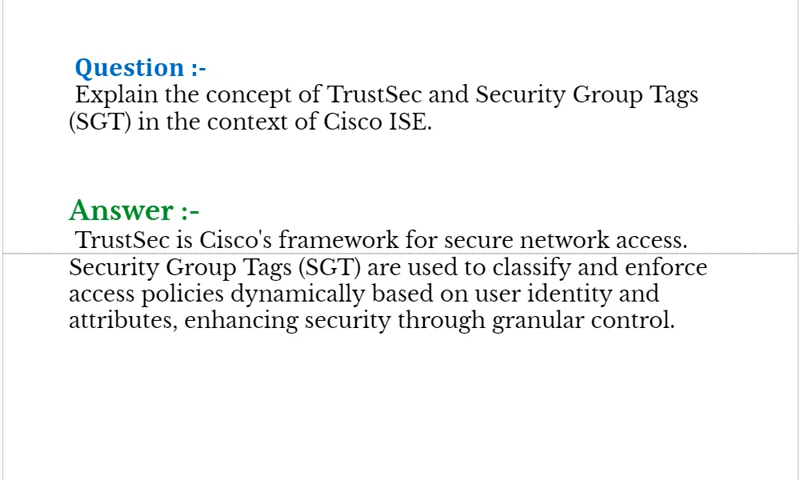 Question :-
Explain the concept of TrustSec and Security Group Tags
(SGT) in the context of Cisco ISE.
Answer :-
TrustSec is Cisco's framework for secure network access.
Security Group Tags (SGT) are used to classify and enforce
access policies dynamically based on user identity and
attributes, enhancing security through granular control.